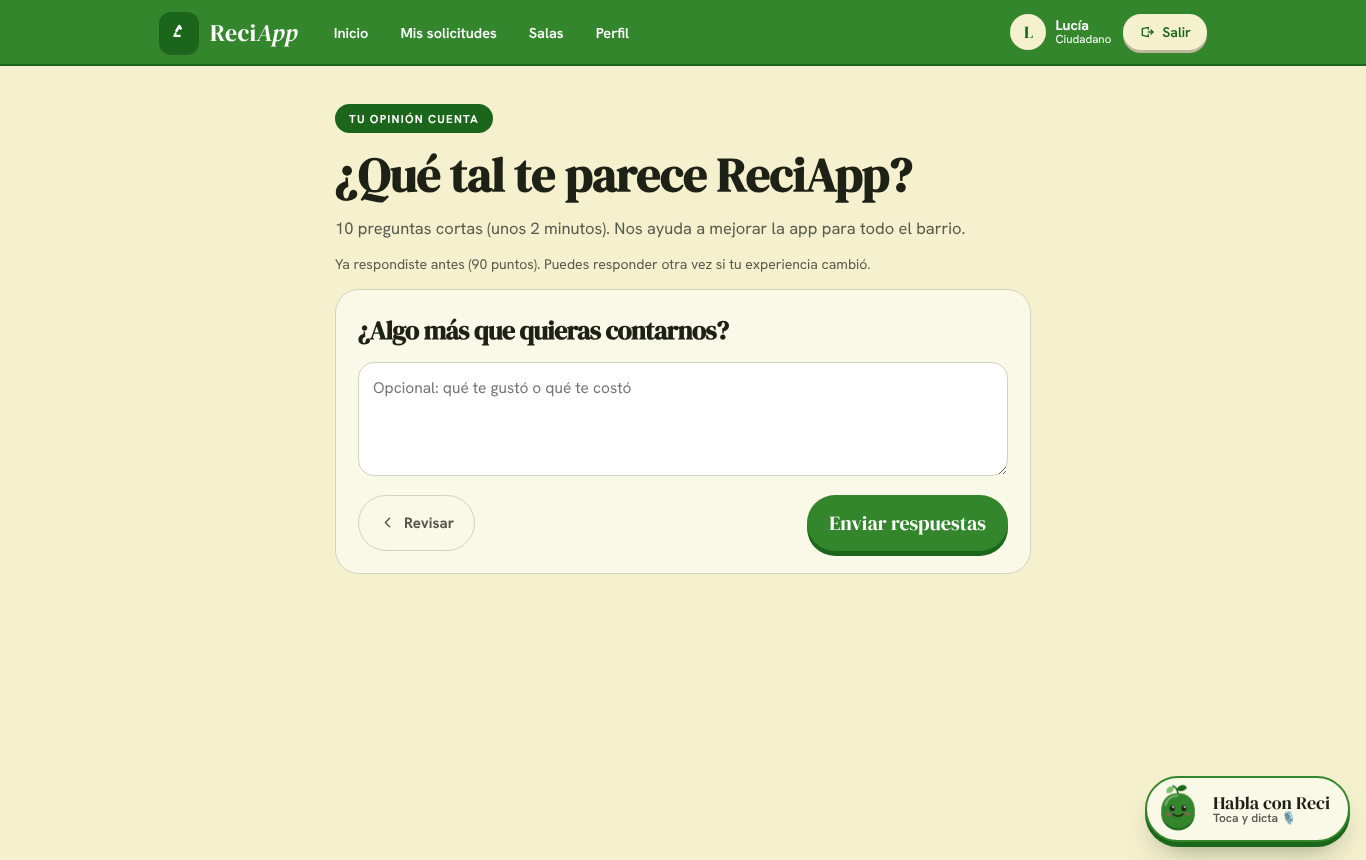 ReciApp
Inicio
Mis solicitudes
Salas
Perfil
L
Lucía
Ciudadano
Salir
TU OPINIÓN CUENTA
¿Qué tal te parece ReciApp?
10 preguntas cortas (unos 2 minutos). Nos ayuda a mejorar la app para todo el barrio.
Ya respondiste antes (90 puntos). Puedes responder otra vez si tu experiencia cambió.
¿Algo más que quieras contarnos?
Opcional: qué te gustó o qué te costó
Revisar
Enviar respuestas
Habla con Reci
Toca y dicta 🎙️